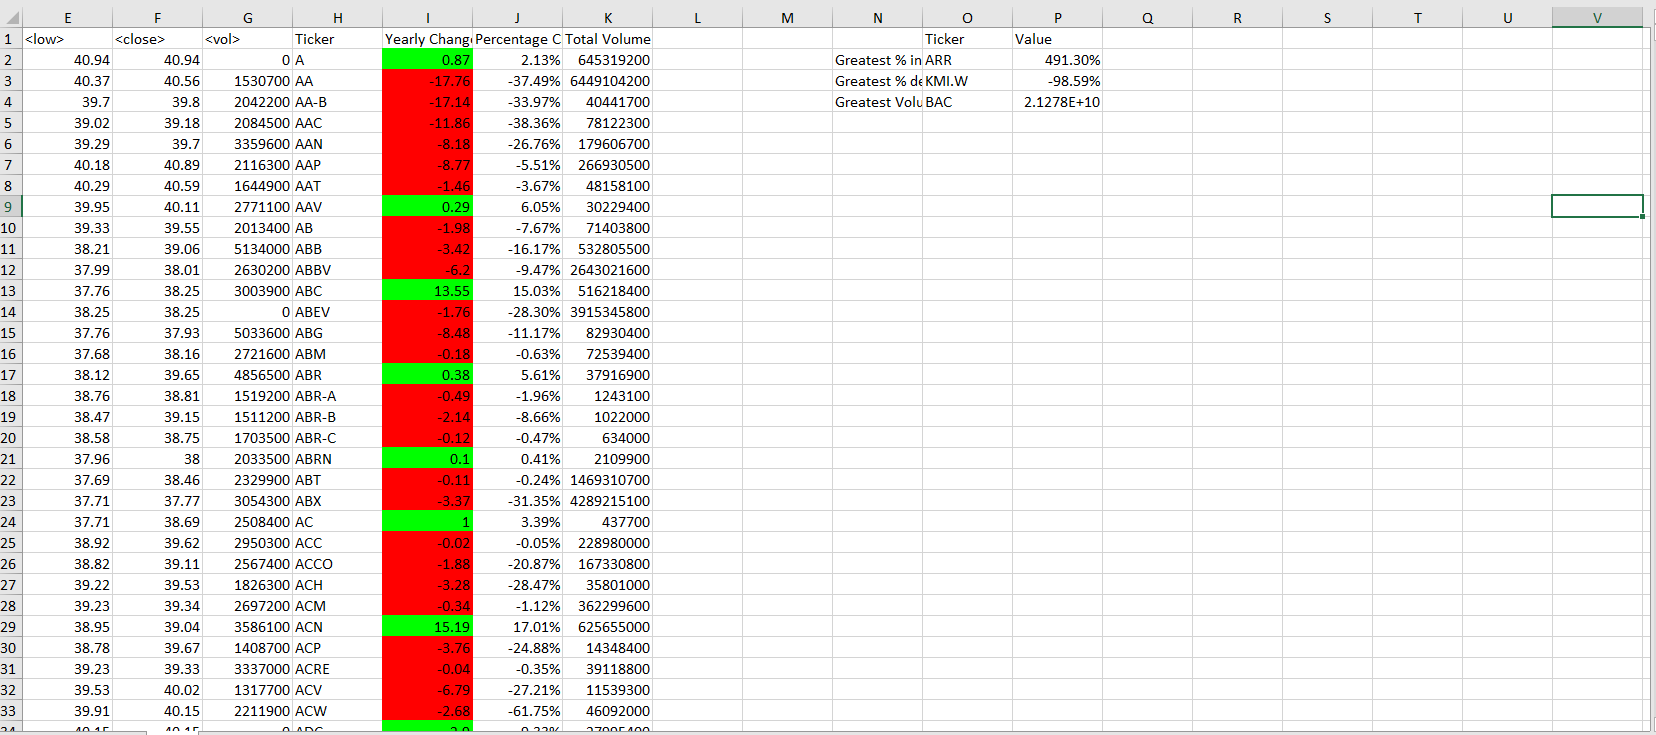 E F G H I J K L M N O P Q R S T U V
1 <low> <close> <vol> Ticker Yearly Chang Percentage C Total Volume Ticker Value
2 40.94 40.94 0 A 0.87 2.13% 645319200 Greatest % in ARR 491.30%
3 40.37 40.56 1530700 AA -17.76 -37.49% 6449104200 Greatest % de KMI.W -98.59%
4 39.7 39.8 2042200 AA-B -17.14 -33.97% 40441700 Greatest Volu BAC 2.1278E+10
5 39.02 39.18 2084500 AAC -11.86 -38.36% 78122300
6 39.29 39.7 3359600 AAN -8.18 -26.76% 179606700
7 40.18 40.89 2116300 AAP -8.77 -5.51% 266930500
8 40.29 40.59 1644900 AAT -1.46 -3.67% 48158100
9 39.95 40.11 2771100 AAV 0.29 6.05% 30229400
10 39.33 39.55 2013400 AB -1.98 -7.67% 71403800
11 38.21 39.06 5134000 ABB -3.42 -16.17% 532805500
12 37.99 38.01 2630200 ABBV -6.2 -9.47% 2643021600
13 37.76 38.25 3003900 ABC 13.55 15.03% 516218400
14 38.25 38.25 0 ABEV -1.76 -28.30% 3915345800
15 37.76 37.93 5033600 ABG -8.48 -11.17% 82930400
16 37.68 38.16 2721600 ABM -0.18 -0.63% 72539400
17 38.12 39.65 4856500 ABR 0.38 5.61% 37916900
18 38.76 38.81 1519200 ABR-A -0.49 -1.96% 1243100
19 38.47 39.15 1511200 ABR-B -2.14 -8.66% 1022000
20 38.58 38.75 1703500 ABR-C -0.12 -0.47% 634000
21 37.96 38 2033500 ABRN 0.1 0.41% 2109900
22 37.69 38.46 2329900 ABT -0.11 -0.24% 1469310700
23 37.71 37.77 3054300 ABX -3.37 -31.35% 4289215100
24 37.71 38.69 2508400 AC 1 3.39% 437700
25 38.92 39.62 2950300 ACC -0.02 -0.05% 228980000
26 38.82 39.11 2567400 ACCO -1.88 -20.87% 167330800
27 39.22 39.53 1826300 ACH -3.28 -28.47% 35801000
28 39.23 39.34 2697200 ACM -0.34 -1.12% 362299600
29 38.95 39.04 3586100 ACN 15.19 17.01% 625655000
30 38.78 39.67 1408700 ACP -3.76 -24.88% 14348400
31 39.23 39.33 3337000 ACRE -0.04 -0.35% 39118800
32 39.53 40.02 1317700 ACV -6.79 -27.21% 11539300
33 39.91 40.15 2211900 ACW -2.68 -61.75% 46092000